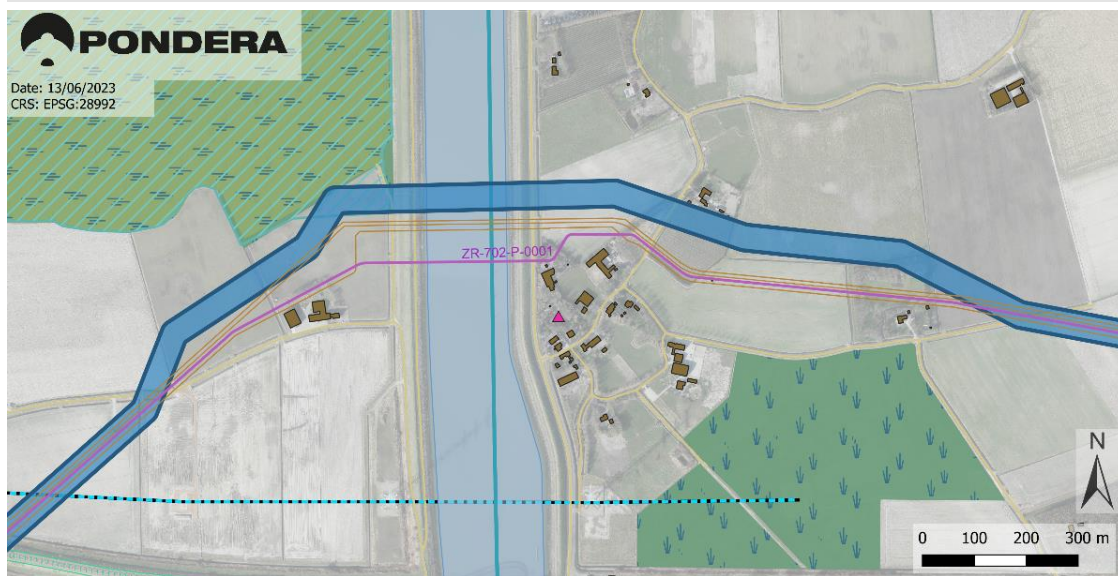 PONDERA
Date: 13/06/2023
CRS: EPSG:28992
ZR-702-P-0001
N
0 100 200 300 m